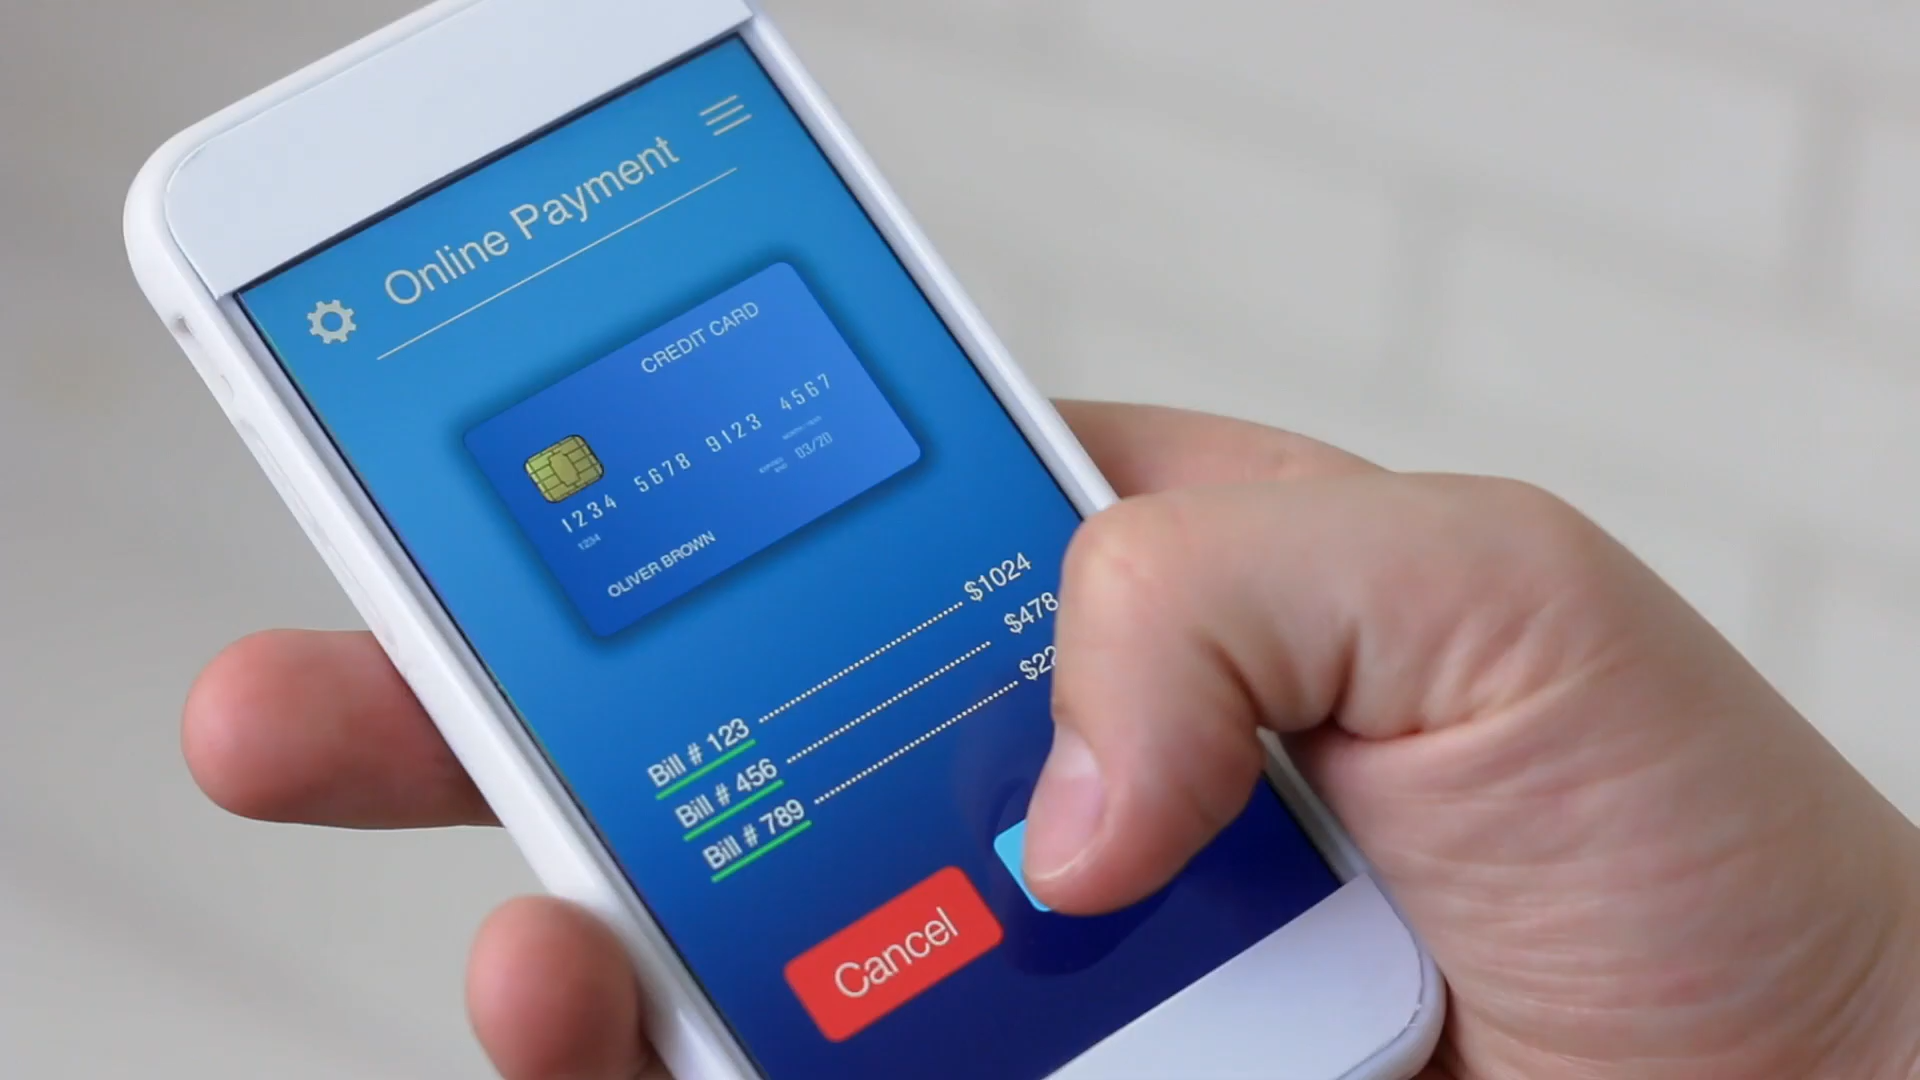 Online Payment
CREDIT CARD
1234 5678 9123 4567
1234
03/20
OLIVER BROWN
Bill # 123 $1024
Bill # 456 $478
Bill # 789
Cancel